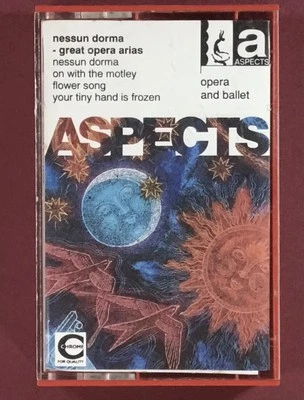 nessun dorma
- great opera arias
nessun dorma
on with the motley
flower song
your tiny hand is frozen
a
ASPECTS
opera
and ballet
ASPECTS
CHROME
FOR QUALITY